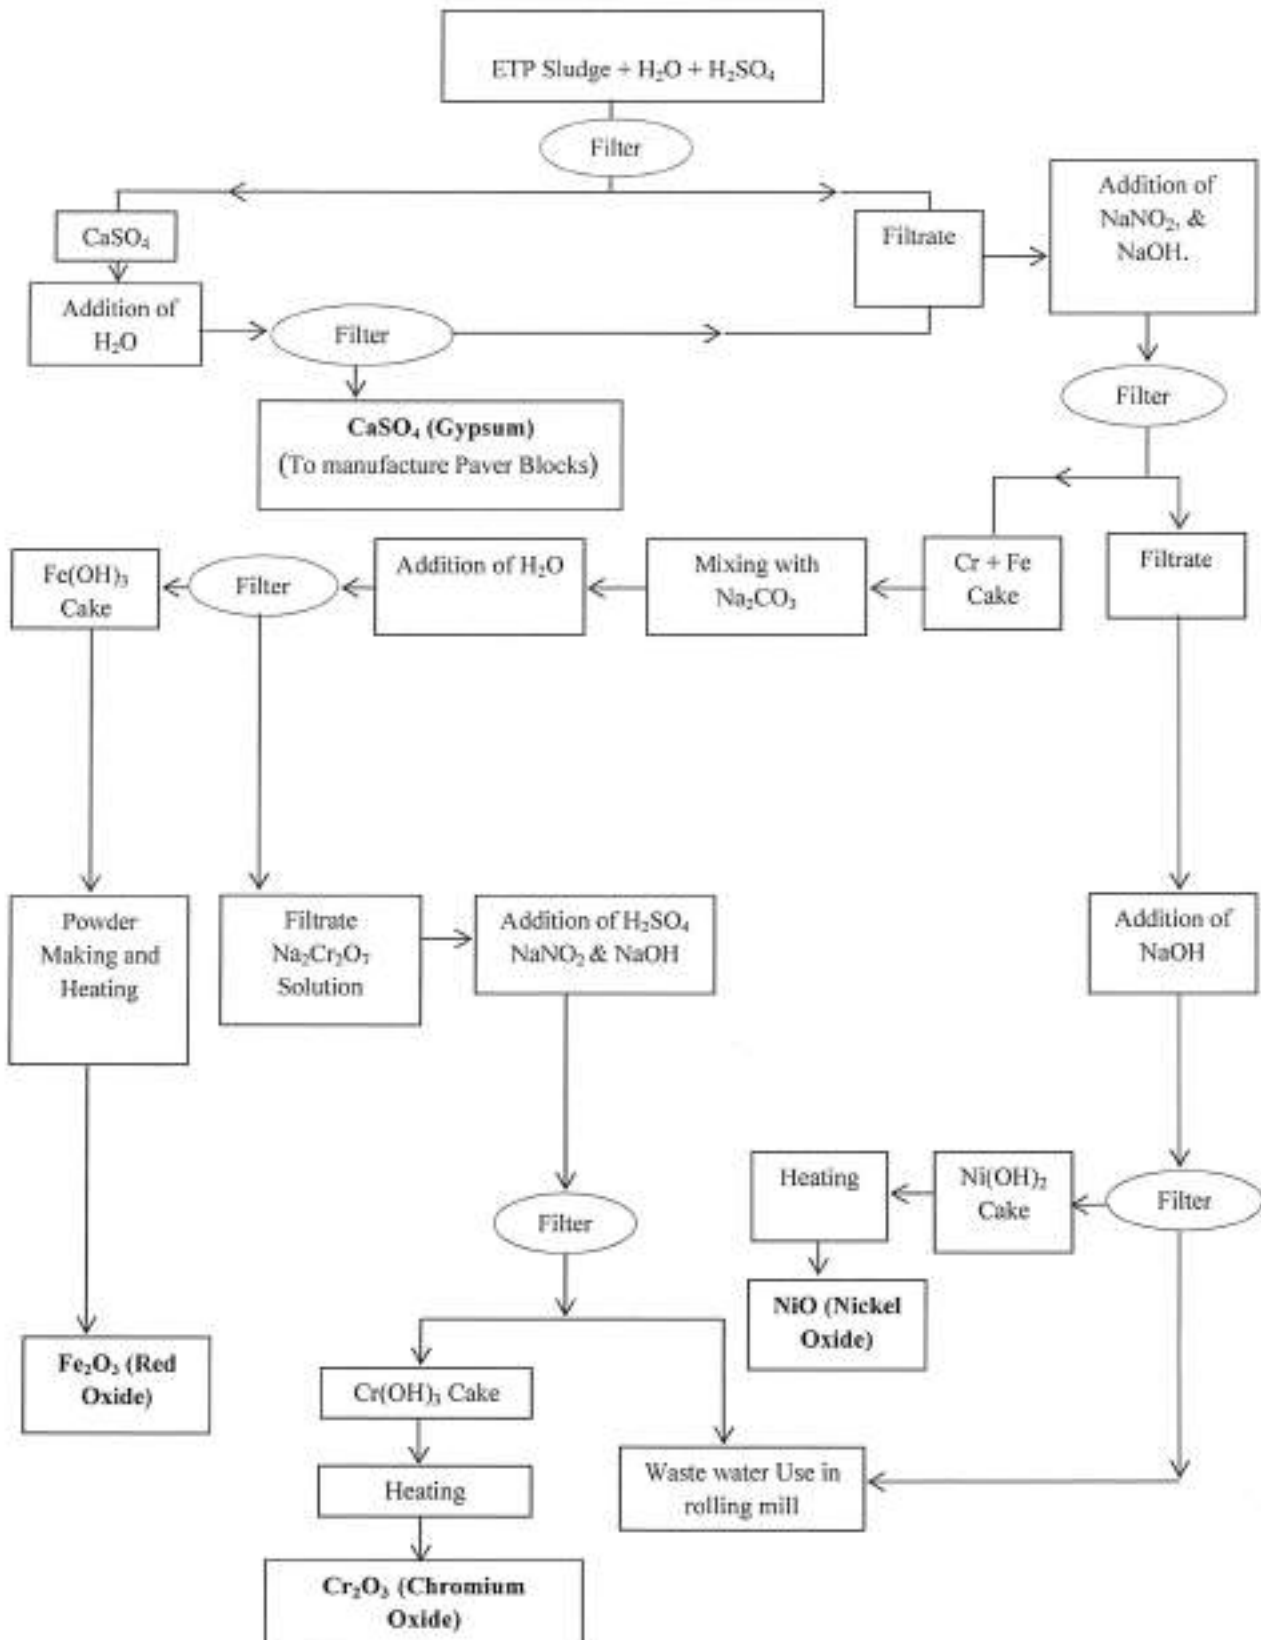 ETP Sludge + H₂O + H₂SO₄
Filter
CaSO₄
Filtrate
Addition of
NaNO₂, &
NaOH.
Addition of
H₂O
Filter
CaSO₄ (Gypsum)
(To manufacture Paver Blocks)
Filter
Fe(OH)₃
Cake
Filter
Addition of H₂O
Mixing with
Na₂CO₃
Cr + Fe
Cake
Filtrate
Powder
Making and
Heating
Filtrate
Na₂Cr₂O₇
Solution
Addition of H₂SO₄
NaNO₂ & NaOH
Addition of
NaOH
Heating
Ni(OH)₂
Cake
Filter
Filter
NiO (Nickel
Oxide)
Fe₂O₃ (Red
Oxide)
Cr(OH)₃ Cake
Heating
Waste water Use in
rolling mill
Cr₂O₃ (Chromium
Oxide)